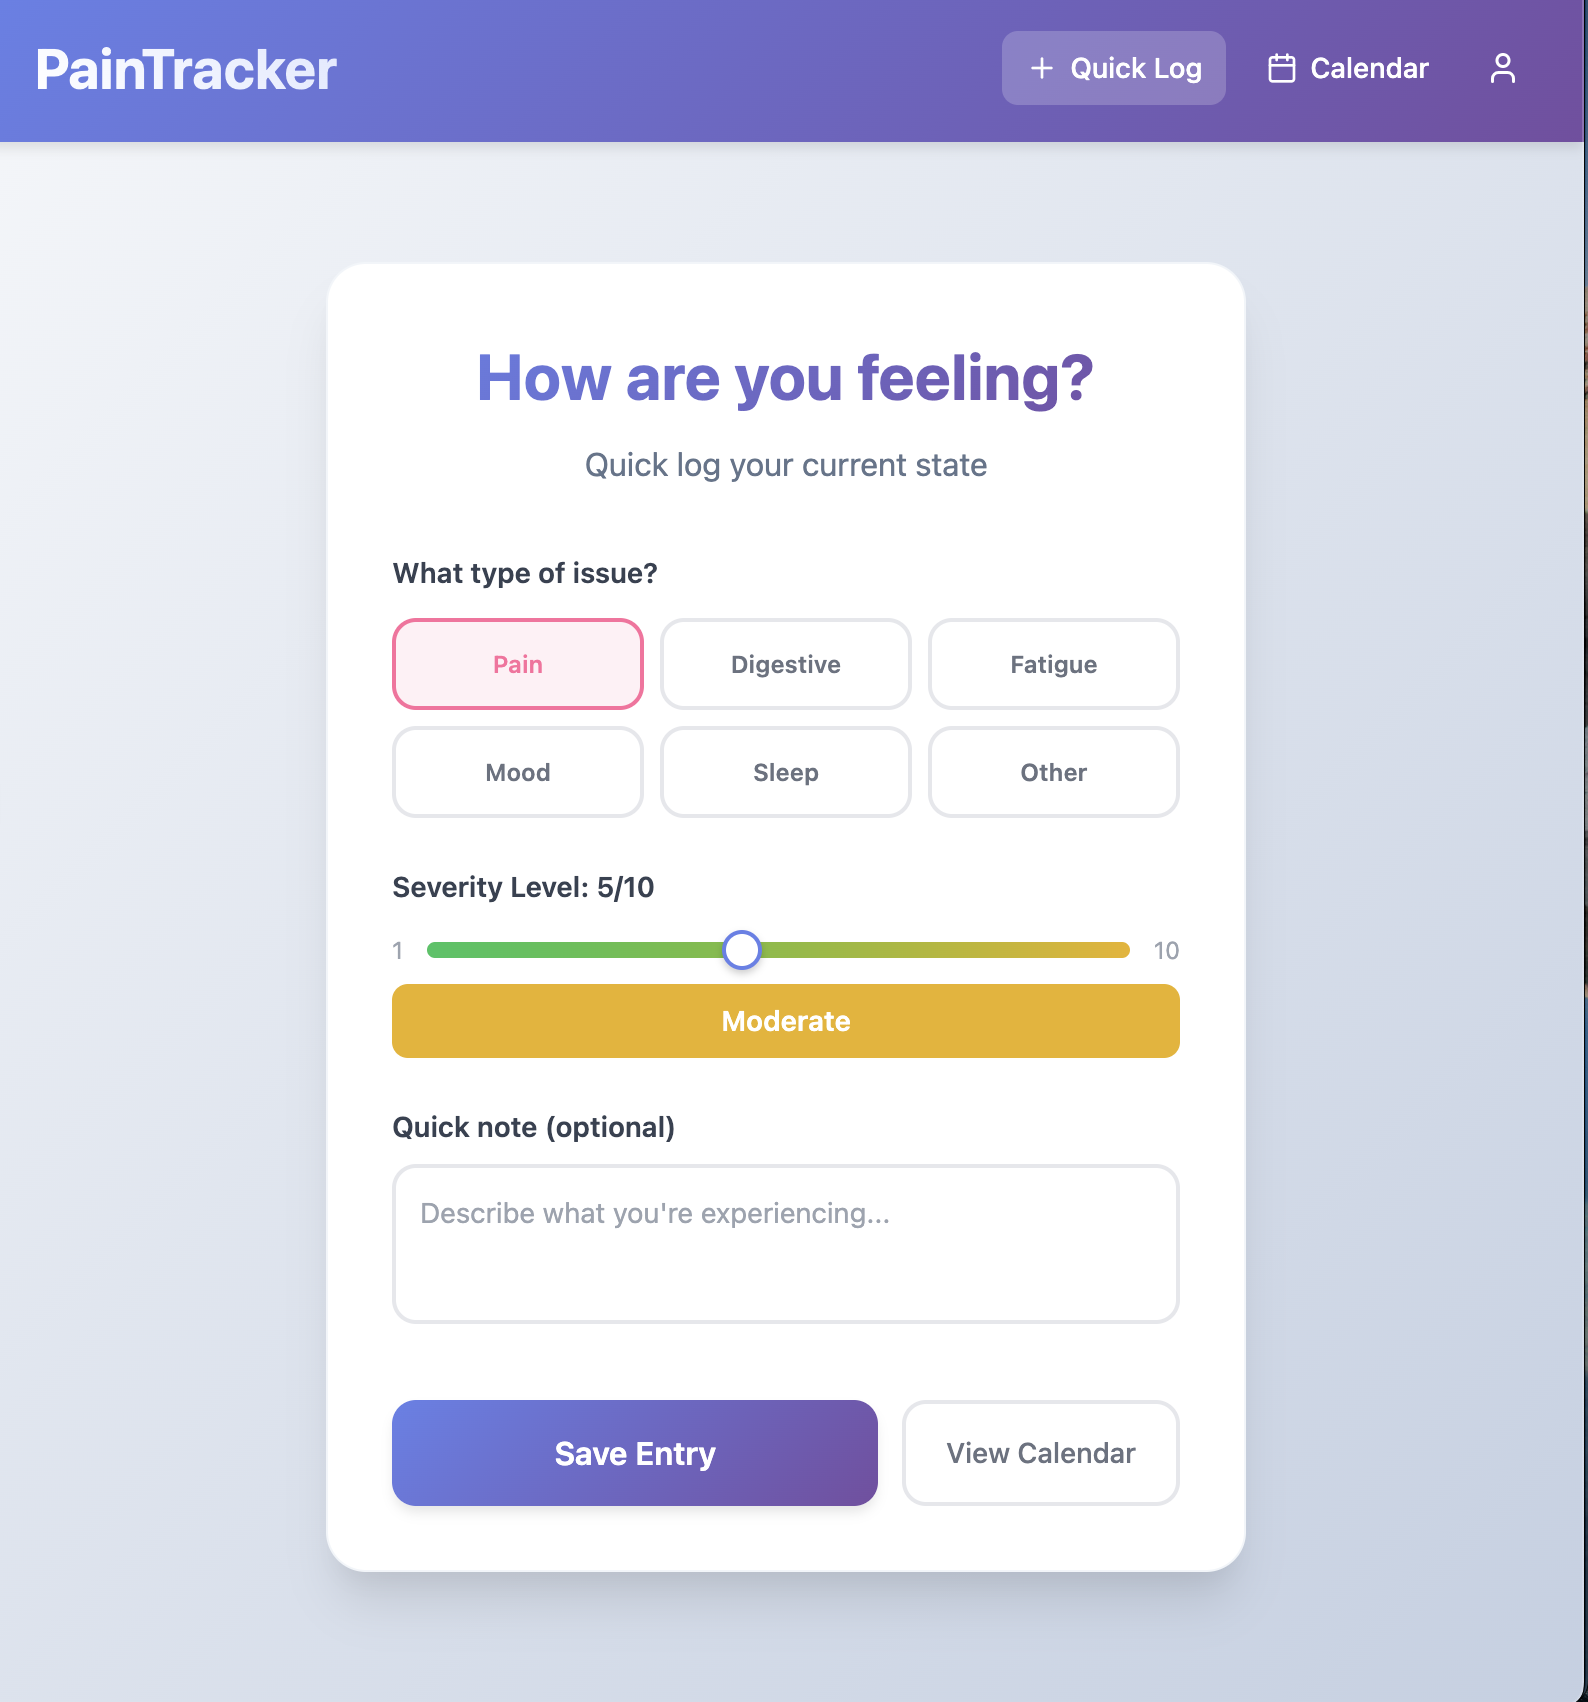 PainTracker
Quick Log
Calendar
How are you feeling?
Quick log your current state
What type of issue?
Pain
Digestive
Fatigue
Mood
Sleep
Other
Severity Level: 5/10
1
10
Moderate
Quick note (optional)
Describe what you're experiencing...
Save Entry
View Calendar